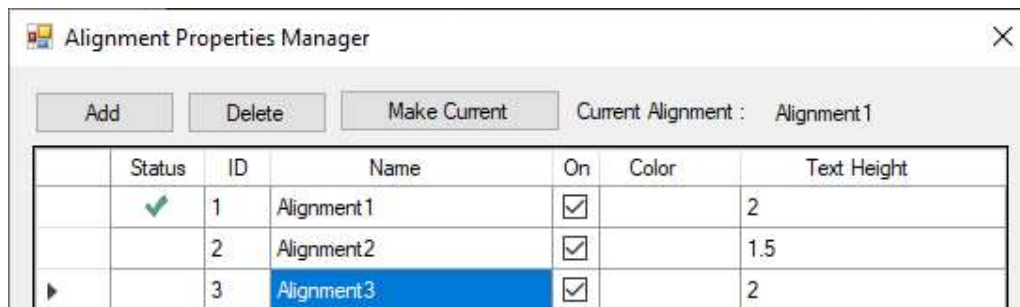 Alignment Properties Manager
Add Delete Make Current Current Alignment : Alignment1
Status ID Name On Color Text Height
1 Alignment1 2
2 Alignment2 1.5
3 Alignment3 2